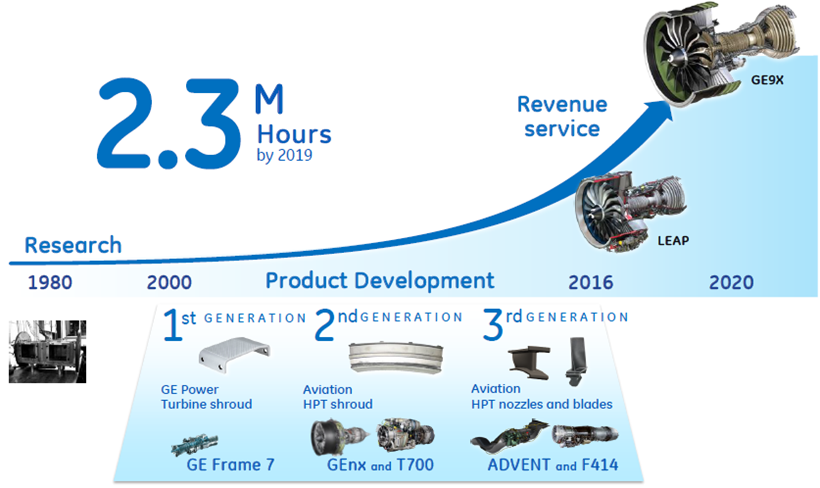 2.3 M
Hours
by 2019
Revenue
service
GE9X
LEAP
Research
1980 2000 Product Development 2016 2020
1st GENERATION 2nd GENERATION 3rd GENERATION
GE Power
Turbine shroud
Aviation
HPT shroud
Aviation
HPT nozzles and blades
GE Frame 7
GEnx and T700
ADVENT and F414